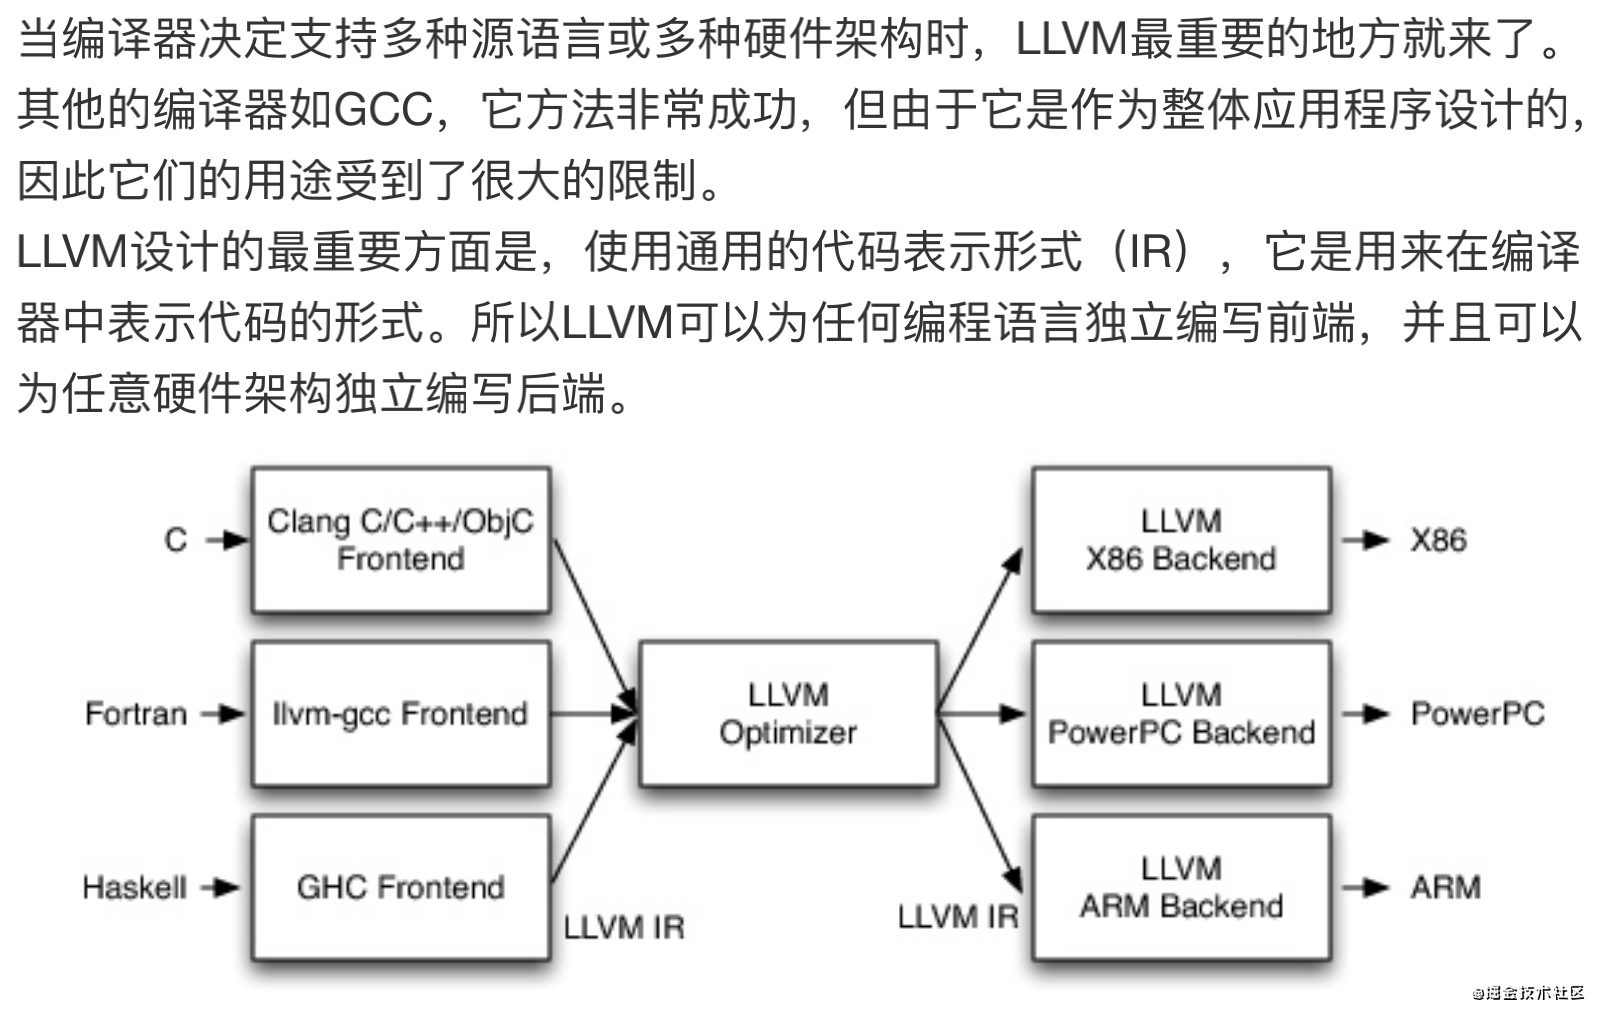 当编译器决定支持多种源语言或多种硬件架构时，LLVM最重要的地方就来了。
其他的编译器如GCC，它方法非常成功，但由于它是作为整体应用程序设计的，
因此它们的用途受到了很大的限制。
LLVM设计的最重要方面是，使用通用的代码表示形式（IR），它是用来在编译
器中表示代码的形式。所以LLVM可以为任何编程语言独立编写前端，并且可以
为任意硬件架构独立编写后端。
C
Clang C/C++/ObjC
Frontend
LLVM
X86 Backend
X86
Fortran
llvm-gcc Frontend
LLVM
Optimizer
LLVM
PowerPC Backend
PowerPC
Haskell
GHC Frontend
LLVM IR
LLVM IR
LLVM
ARM Backend
ARM
@掘金技术社区